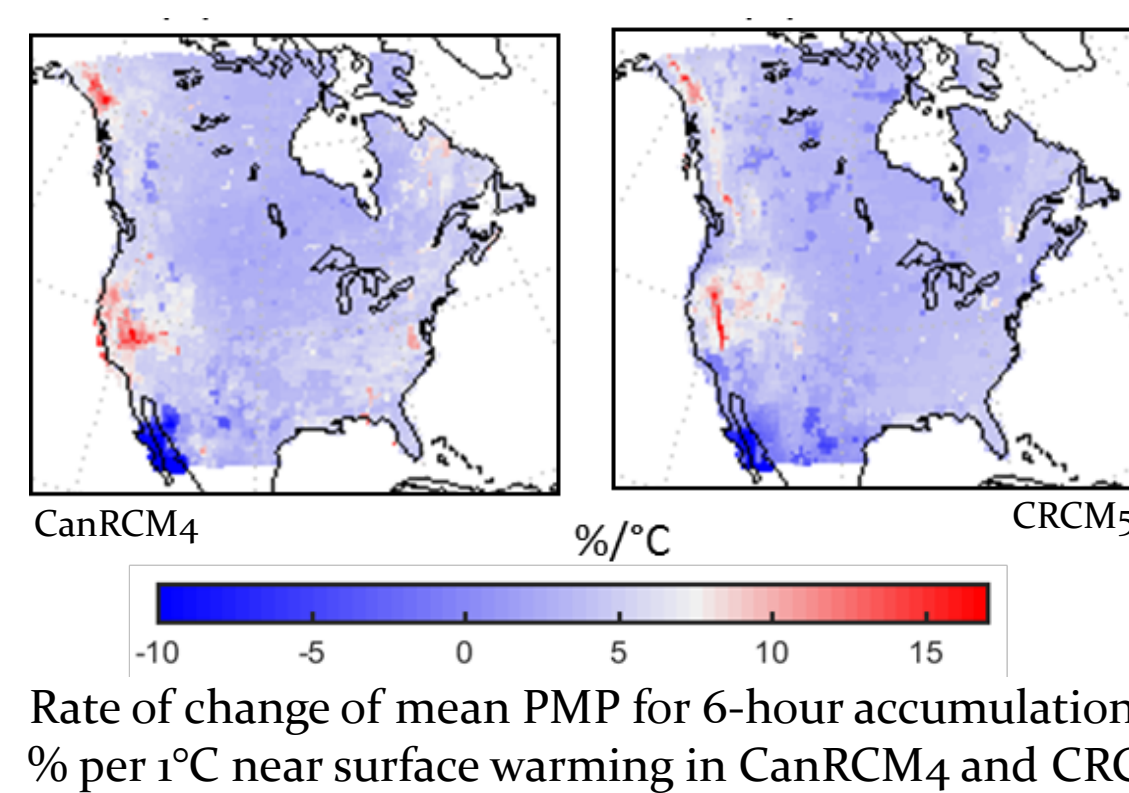 CanRCM4
CRCM5
%/°C
-10 -5 0 5 10 15
Rate of change of mean PMP for 6-hour accumulation
% per 1°C near surface warming in CanRCM4 and CRC